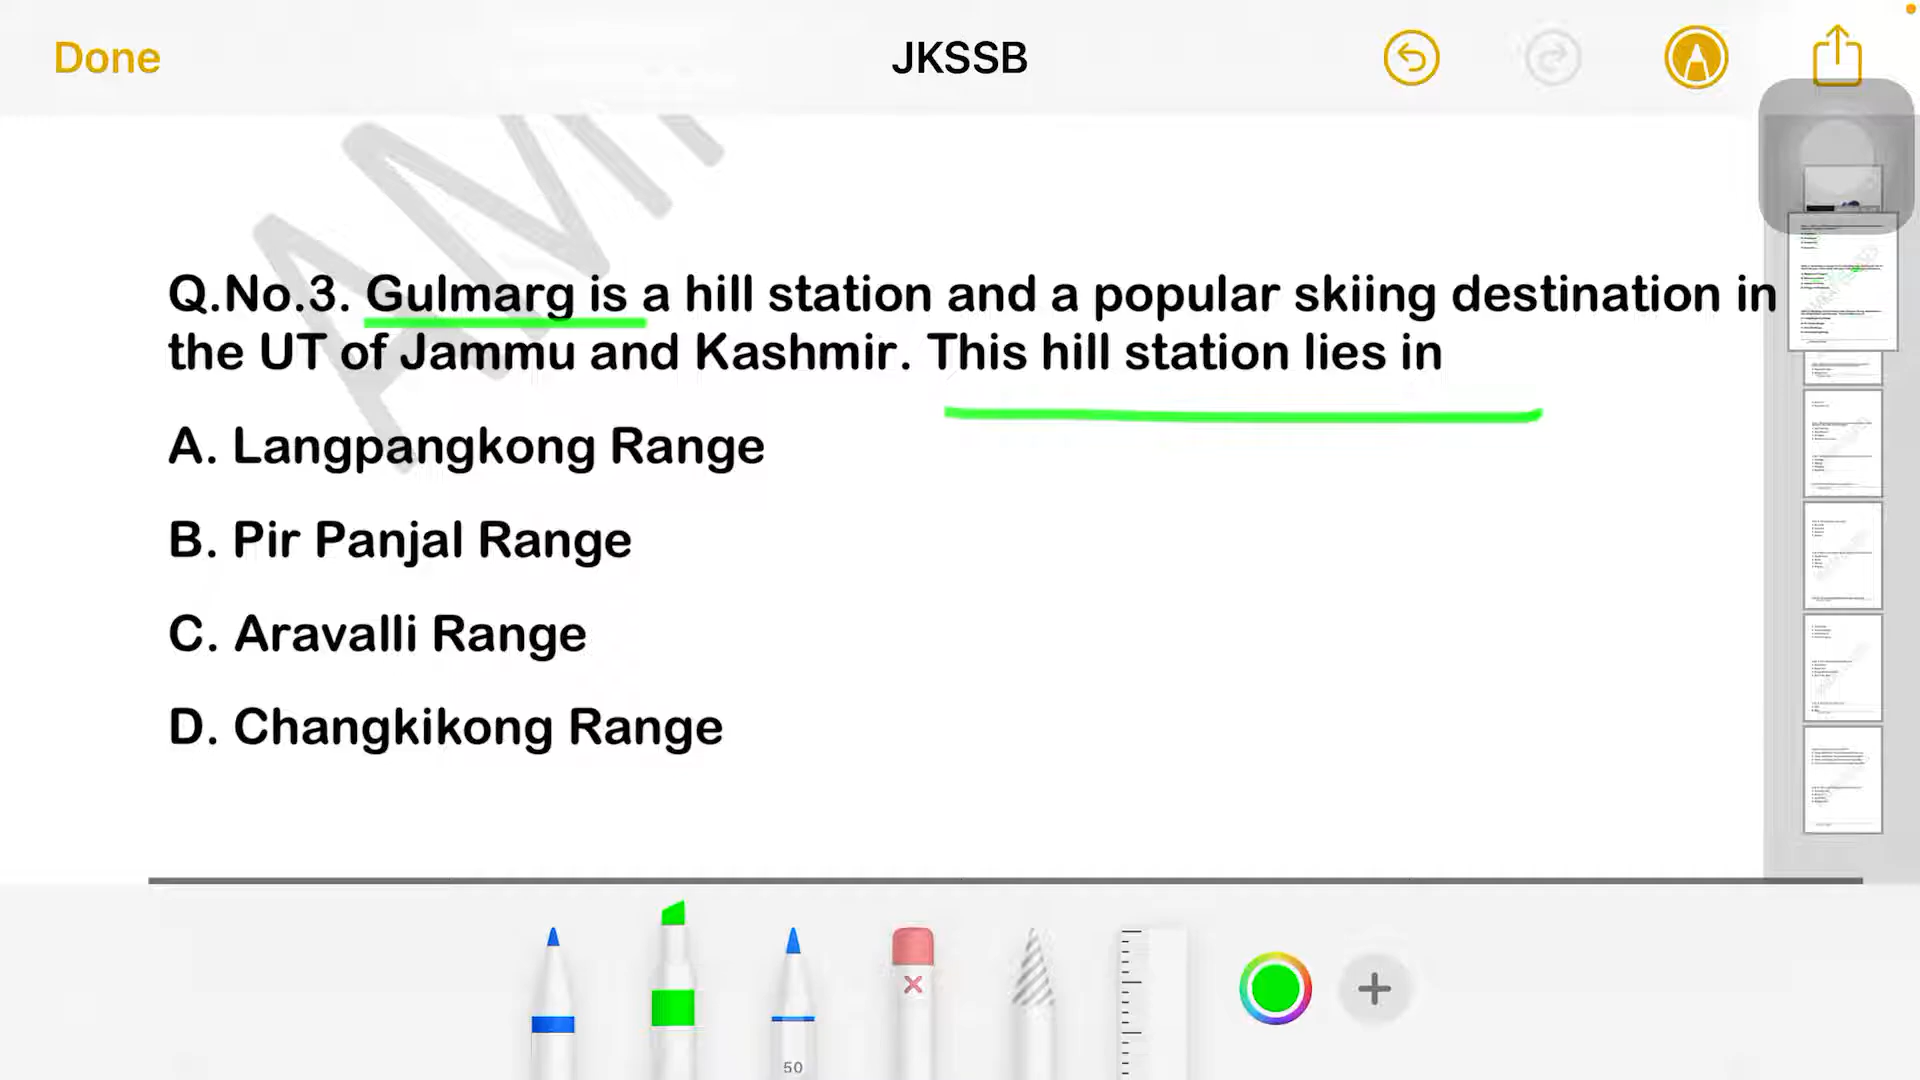 Done
JKSSB
Q.No.3. Gulmarg is a hill station and a popular skiing destination in
the UT of Jammu and Kashmir. This hill station lies in
A. Langpangkong Range
B. Pir Panjal Range
C. Aravalli Range
D. Changkikong Range
50